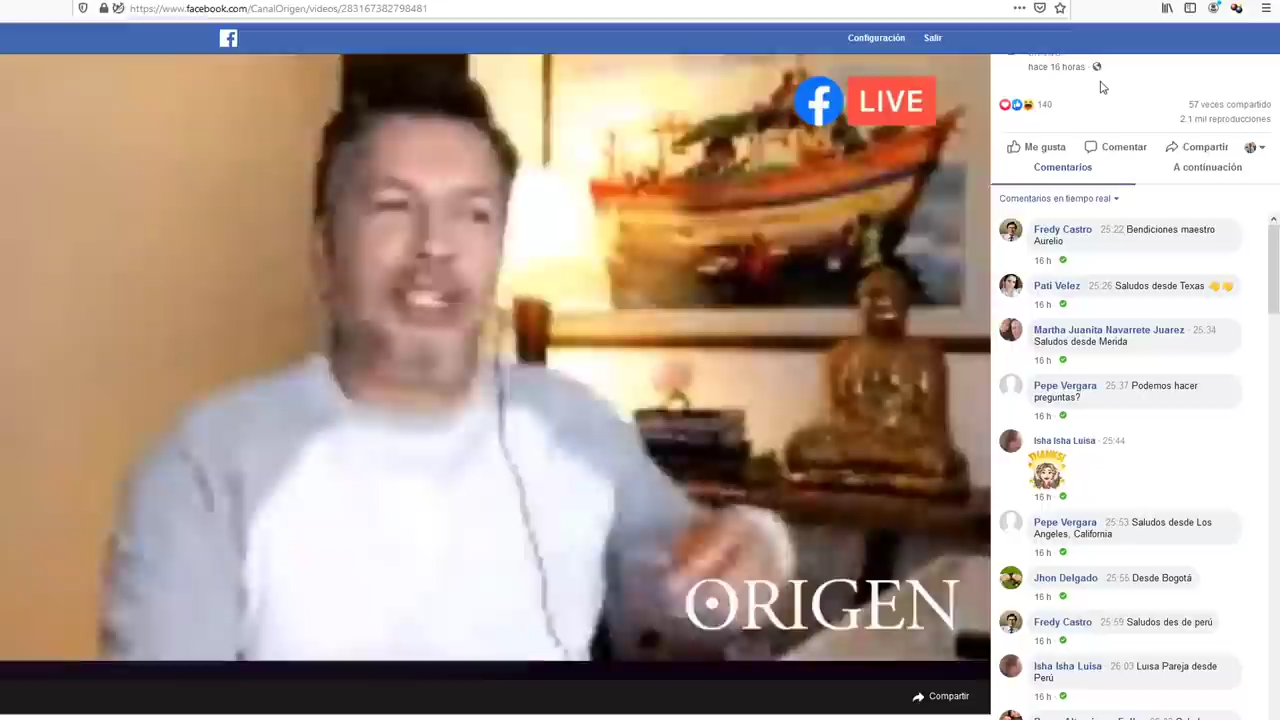 https://www.facebook.com/CanalOrigen/videos/283167382798481
Configuración Salir
LIVE
ORIGEN
Compartir
hace 16 horas ·
140
57 veces compartido
2.1 mil reproducciones
Me gusta Comentar Compartir
Comentarios A continuación
Comentarios en tiempo real
Fredy Castro 25:22 Bendiciones maestro
Aurelio
16 h
Pati Velez 25:26 Saludos desde Texas
16 h
Martha Juanita Navarrete Juarez · 25:34
Saludos desde Merida
16 h
Pepe Vergara 25:37 Podemos hacer
preguntas?
16 h
Isha Isha Luisa · 25:44
THANKS!
16 h
Pepe Vergara 25:53 Saludos desde Los
Angeles, California
16 h
Jhon Delgado 25:55 Desde Bogotá
16 h
Fredy Castro 25:59 Saludos des de perú
16 h
Isha Isha Luisa · 26:03 Luisa Pareja desde
Perú
16 h